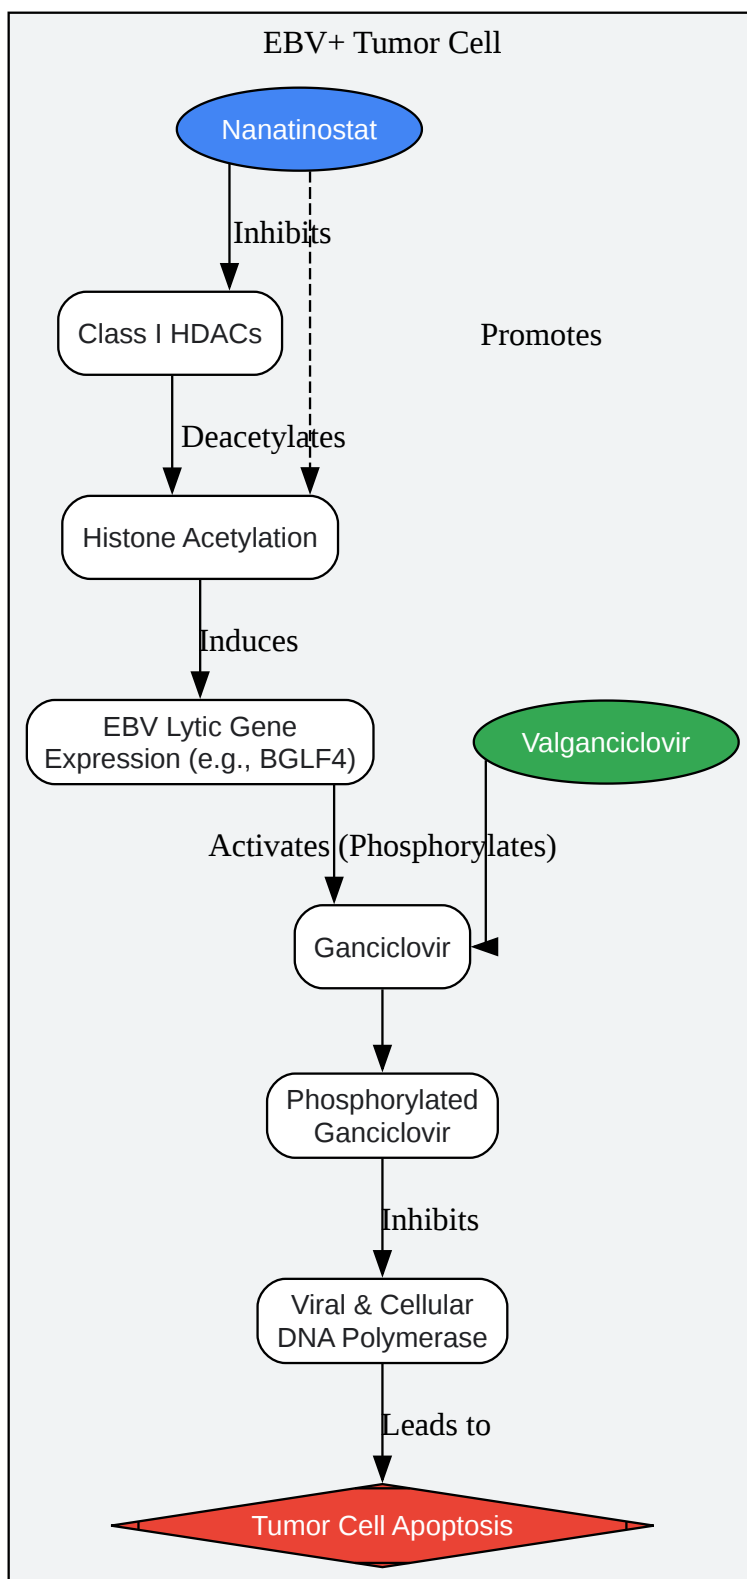 EBV+ Tumor Cell
Nanatinostat
Inhibits
Class I HDACs
Promotes
Deacetylates
Histone Acetylation
Induces
EBV Lytic Gene
Expression (e.g., BGLF4)
Valganciclovir
Activates (Phosphorylates)
Ganciclovir
Phosphorylated
Ganciclovir
Inhibits
Viral & Cellular
DNA Polymerase
Leads to
Tumor Cell Apoptosis